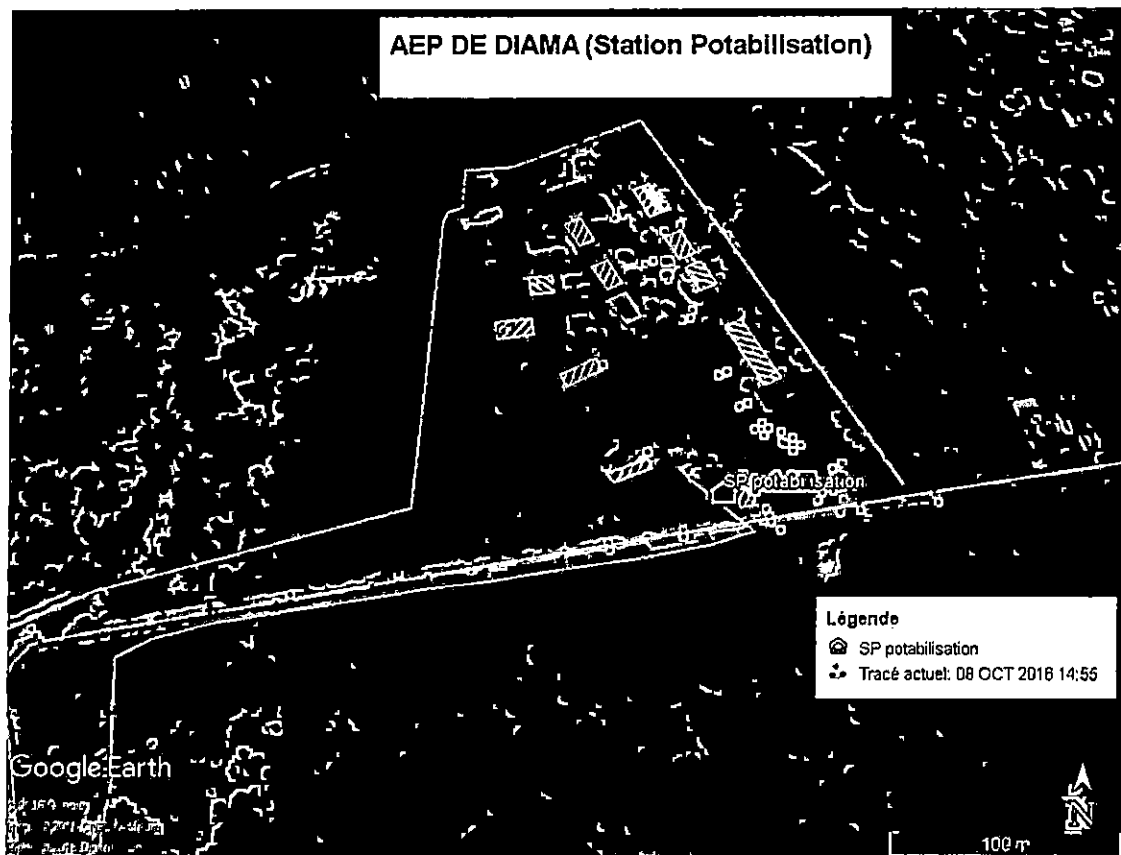 AEP DE DIAMA (Station Potabilisation)
SP potabilisation
Légende
SP potabilisation
Tracé actuel: 08 OCT 2016 14:55
Google Earth
N
100 m